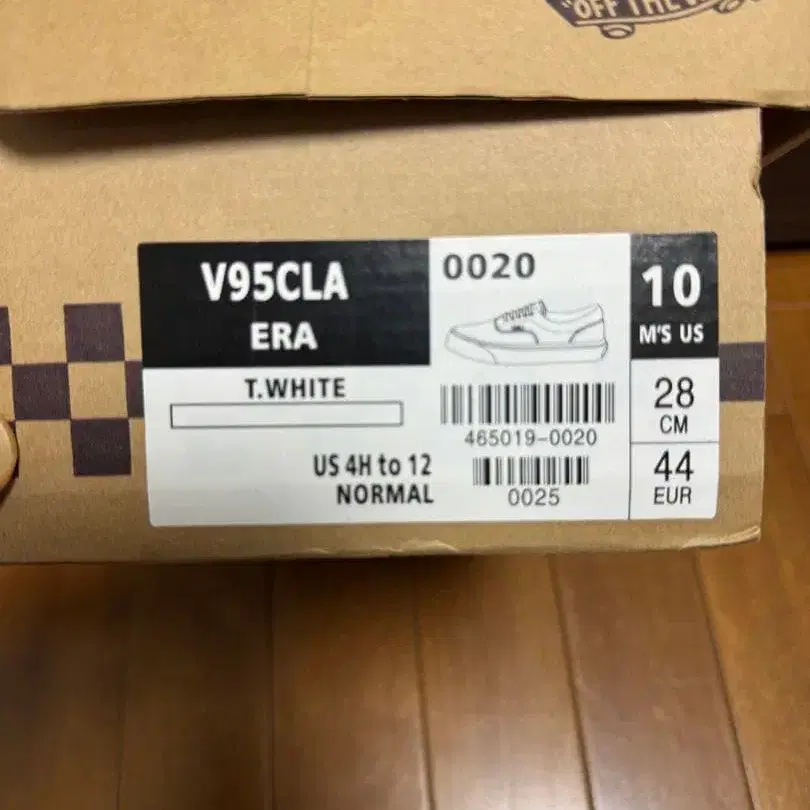 "OFF THE
V95CLA
ERA
T.WHITE
US 4H to 12
NORMAL
0020
465019-0020
0025
10
M'S US
28
CM
44
EUR